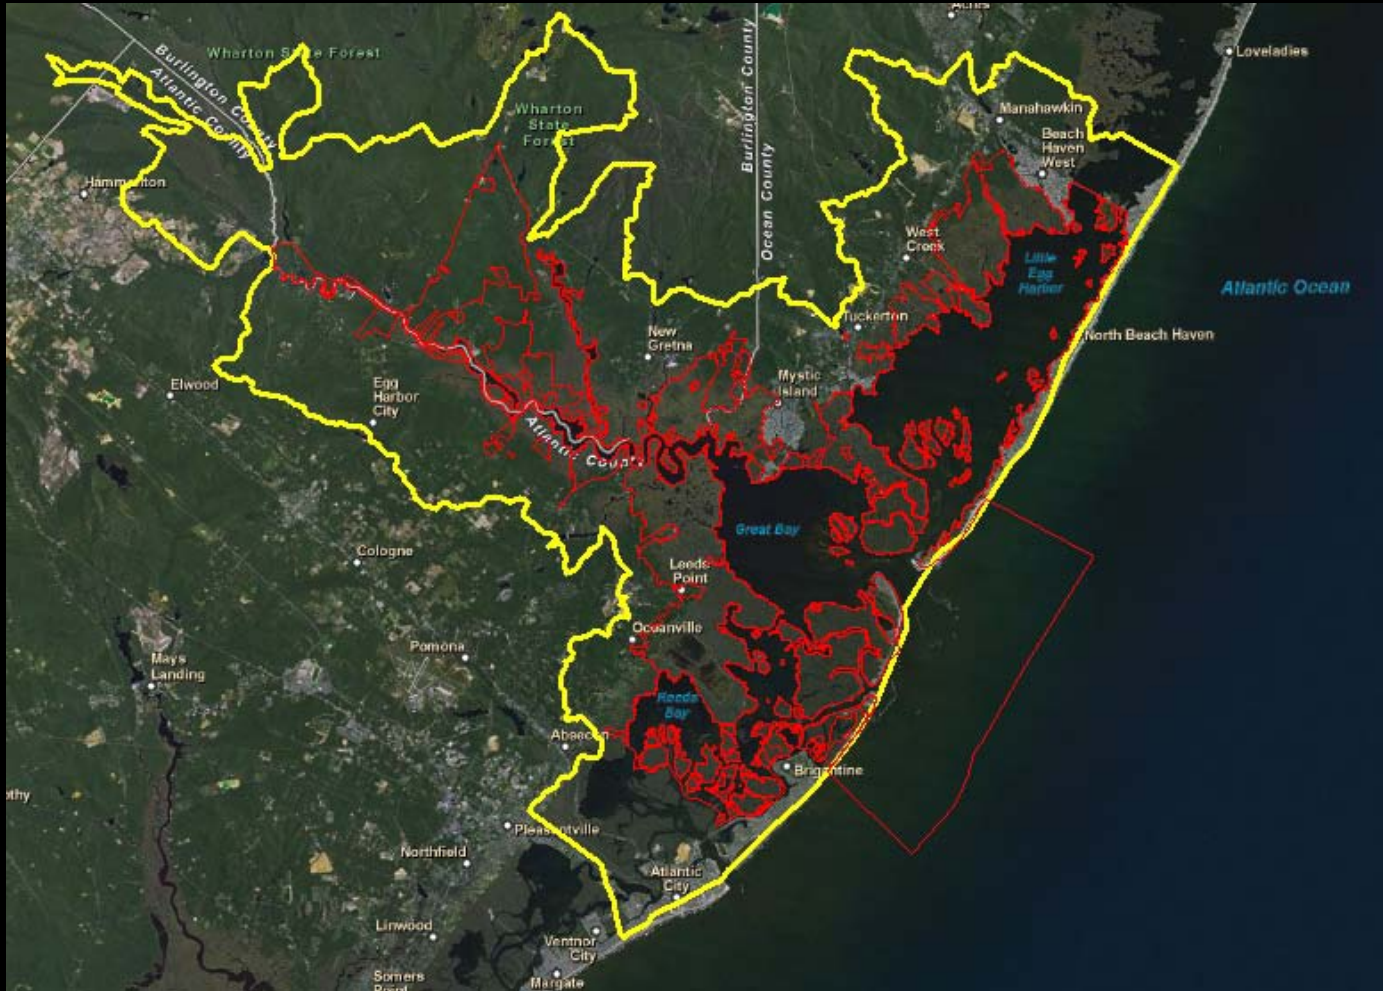 Acres
Loveladies
Wharton State Forest
Burlington County
Atlantic County
Burlington County
Ocean County
Wharton
State
Forest
Manahawkin
Beach
Haven
West
Hammonton
West
Creek
Little
Egg
Harbor
Atlantic Ocean
Tuckerton
New
Gretna
North Beach Haven
Elwood
Egg
Harbor
City
Mystic
Island
Atlantic County
Great Bay
Cologne
Leeds
Point
Oceanville
Pomona
Mays
Landing
Reeds
Bay
Absecon
Brigantine
othy
Pleasantville
Northfield
Atlantic
City
Linwood
Ventnor
City
Somers
Point
Margate